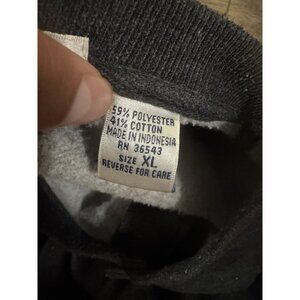 59% POLYESTER
41% COTTON
MADE IN INDONESIA
RN 36543
SIZE XL
REVERSE FOR CARE